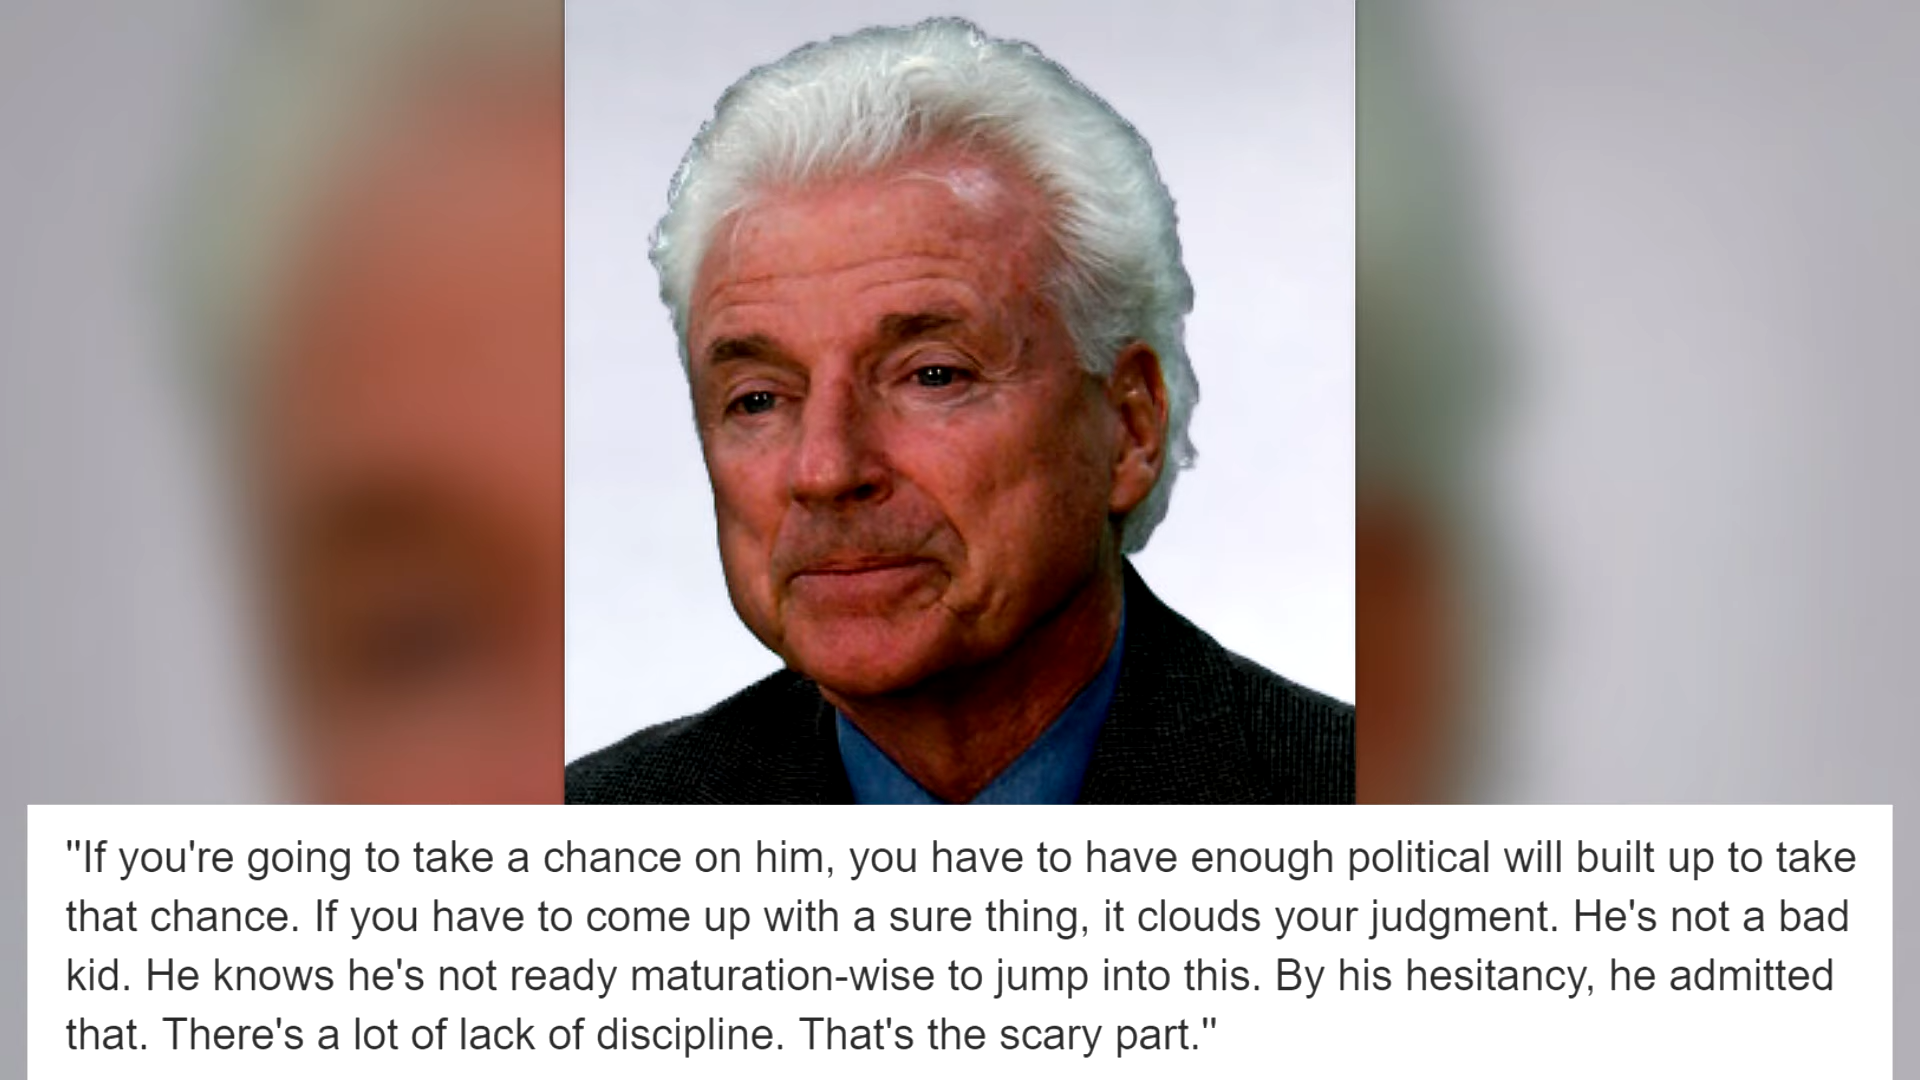 "If you're going to take a chance on him, you have to have enough political will built up to take
that chance. If you have to come up with a sure thing, it clouds your judgment. He's not a bad
kid. He knows he's not ready maturation-wise to jump into this. By his hesitancy, he admitted
that. There's a lot of lack of discipline. That's the scary part."